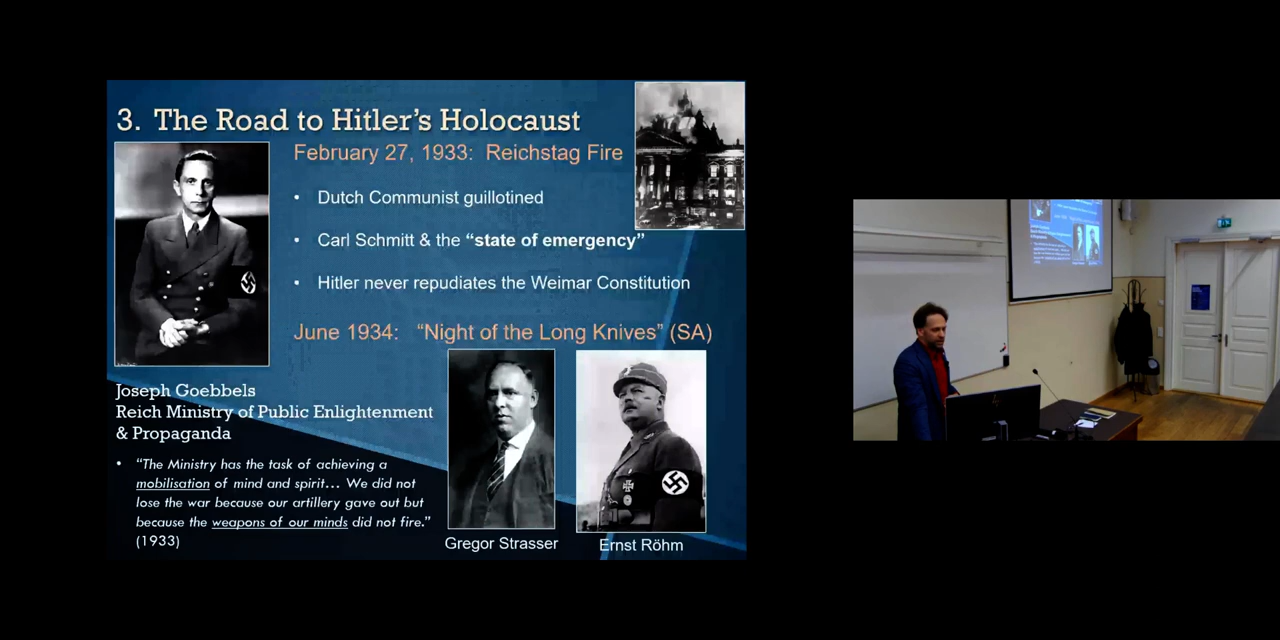 3. The Road to Hitler's Holocaust
February 27, 1933: Reichstag Fire
• Dutch Communist guillotined
• Carl Schmitt & the “state of emergency”
• Hitler never repudiates the Weimar Constitution
June 1934: “Night of the Long Knives” (SA)
Joseph Goebbels
Reich Ministry of Public Enlightenment
& Propaganda
• “The Ministry has the task of achieving a
mobilisation of mind and spirit... We did not
lose the war because our artillery gave out but
because the weapons of our minds did not fire.”
(1933)
Gregor Strasser
Ernst Röhm